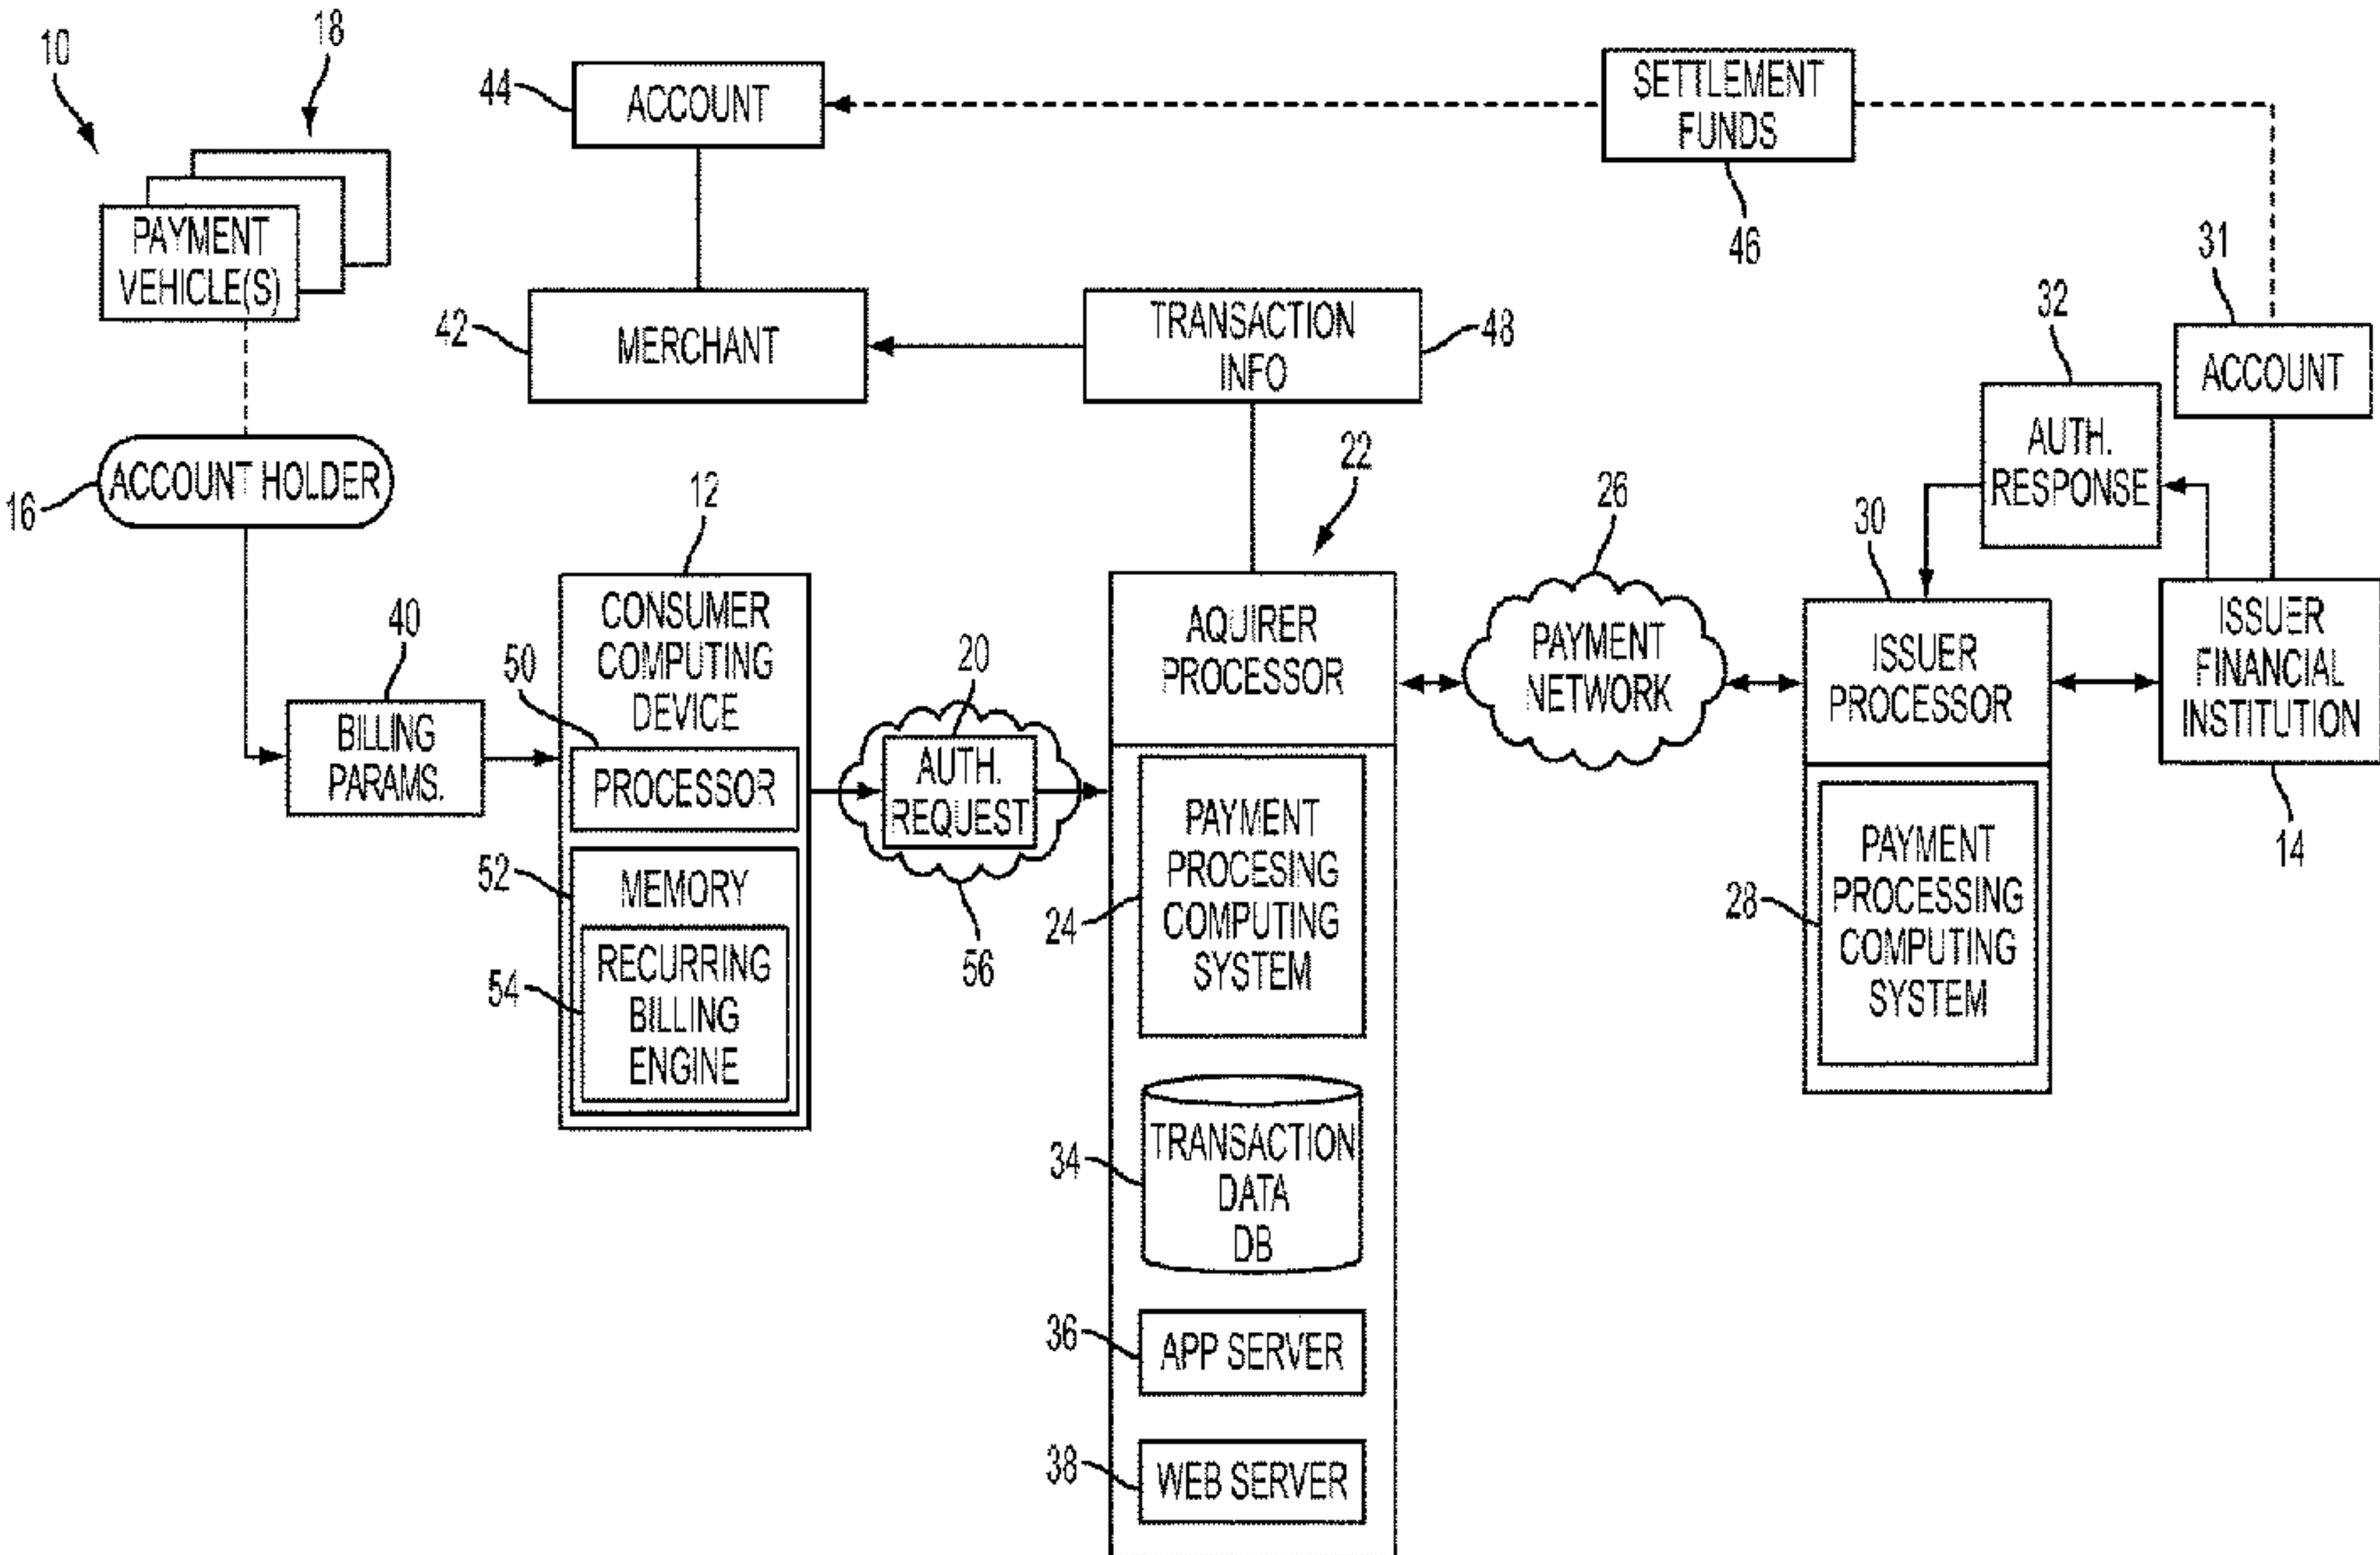 10
18
44
ACCOUNT
SETTLEMENT
FUNDS
46
PAYMENT
VEHICLE(S)
42
MERCHANT
TRANSACTION
INFO
48
31
ACCOUNT
32
AUTH.
RESPONSE
16
ACCOUNT HOLDER
40
BILLING
PARAMS.
12
CONSUMER
COMPUTING
DEVICE
50
PROCESSOR
52
MEMORY
54
RECURRING
BILLING
ENGINE
20
AUTH.
REQUEST
56
22
AQUIRER
PROCESSOR
24
PAYMENT
PROCESING
COMPUTING
SYSTEM
34
TRANSACTION
DATA
DB
36
APP SERVER
38
WEB SERVER
26
PAYMENT
NETWORK
30
ISSUER
PROCESSOR
28
PAYMENT
PROCESSING
COMPUTING
SYSTEM
ISSUER
FINANCIAL
INSTITUTION
14